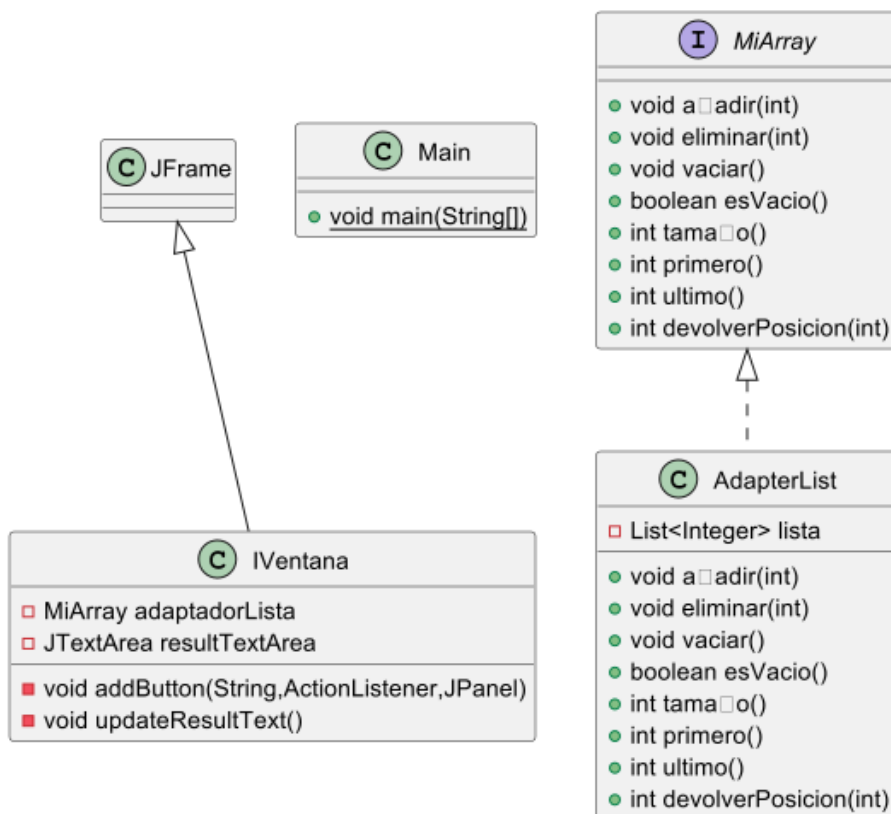 C JFrame
C Main
void main(String[])
I MiArray
void a□adir(int)
void eliminar(int)
void vaciar()
boolean esVacio()
int tama□o()
int primero()
int ultimo()
int devolverPosicion(int)
C IVentana
MiArray adaptadorLista
JTextArea resultTextArea
void addButton(String,ActionListener,JPanel)
void updateResultText()
C AdapterList
List<Integer> lista
void a□adir(int)
void eliminar(int)
void vaciar()
boolean esVacio()
int tama□o()
int primero()
int ultimo()
int devolverPosicion(int)